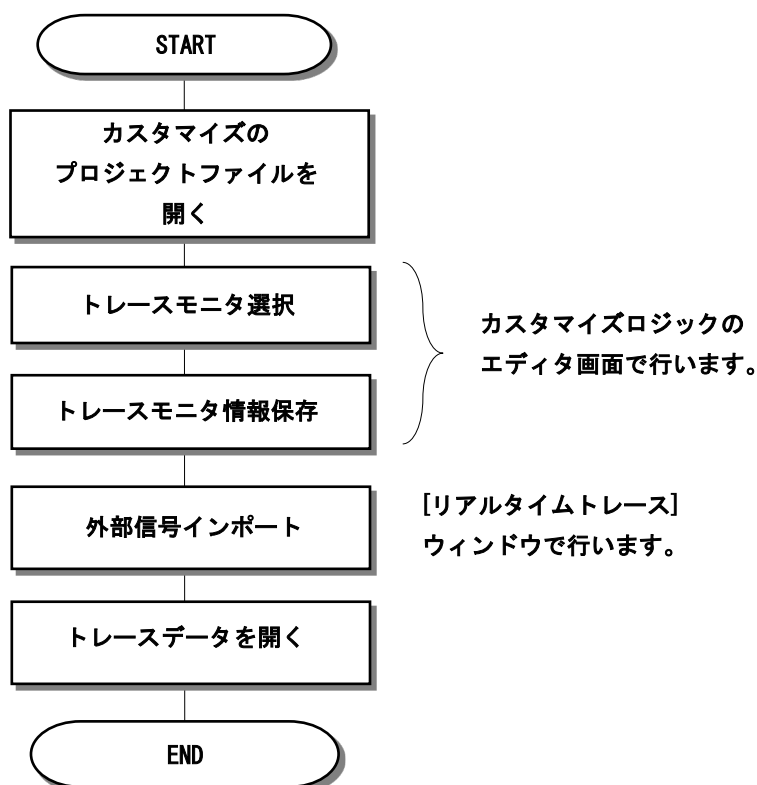 START
カスタマイズの
プロジェクトファイルを
開く
トレースモニタ選択
カスタマイズロジックの
エディタ画面で行います。
トレースモニタ情報保存
外部信号インポート
[リアルタイムトレース]
ウィンドウで行います。
トレースデータを開く
END